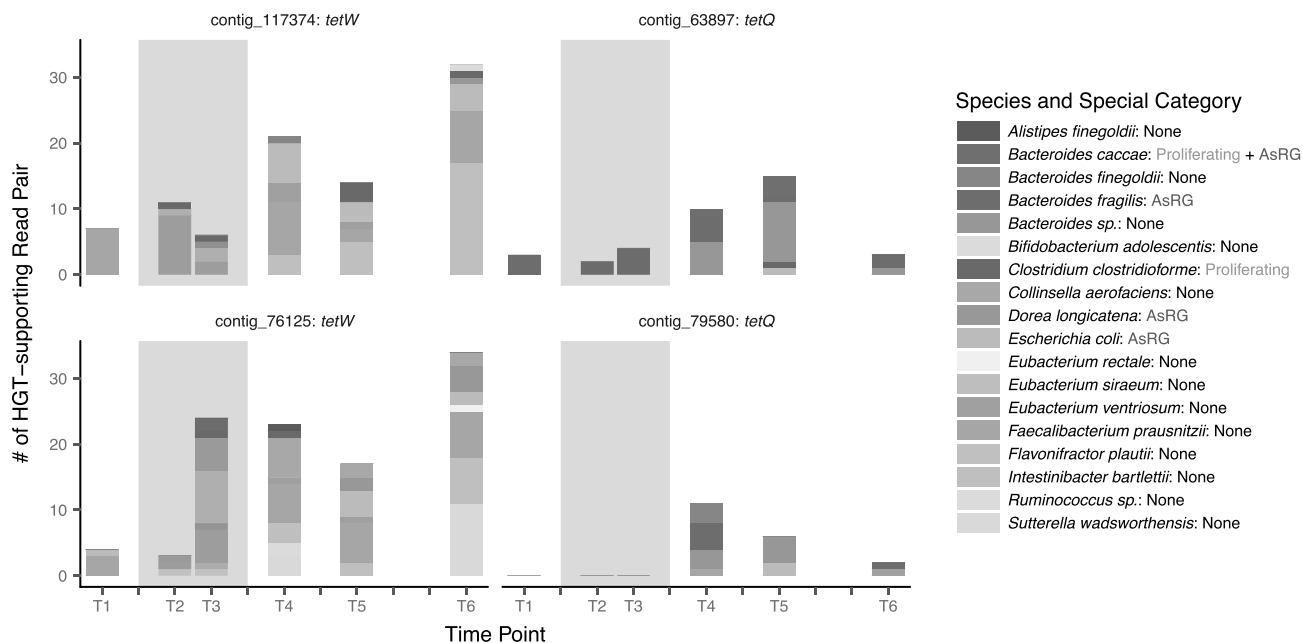 contig_117374: tetW
contig_63897: tetQ
30
20
10
0
contig_76125: tetW
contig_79580: tetQ
30
20
10
0
T1 T2 T3 T4 T5 T6 T1 T2 T3 T4 T5 T6
Time Point
# of HGT−supporting Read Pair
Species and Special Category
Alistipes finegoldii: None
Bacteroides caccae: Proliferating + AsRG
Bacteroides finegoldii: None
Bacteroides fragilis: AsRG
Bacteroides sp.: None
Bifidobacterium adolescentis: None
Clostridium clostridioforme: Proliferating
Collinsella aerofaciens: None
Dorea longicatena: AsRG
Escherichia coli: AsRG
Eubacterium rectale: None
Eubacterium siraeum: None
Eubacterium ventriosum: None
Faecalibacterium prausnitzii: None
Flavonifractor plautii: None
Intestinibacter bartlettii: None
Ruminococcus sp.: None
Sutterella wadsworthensis: None